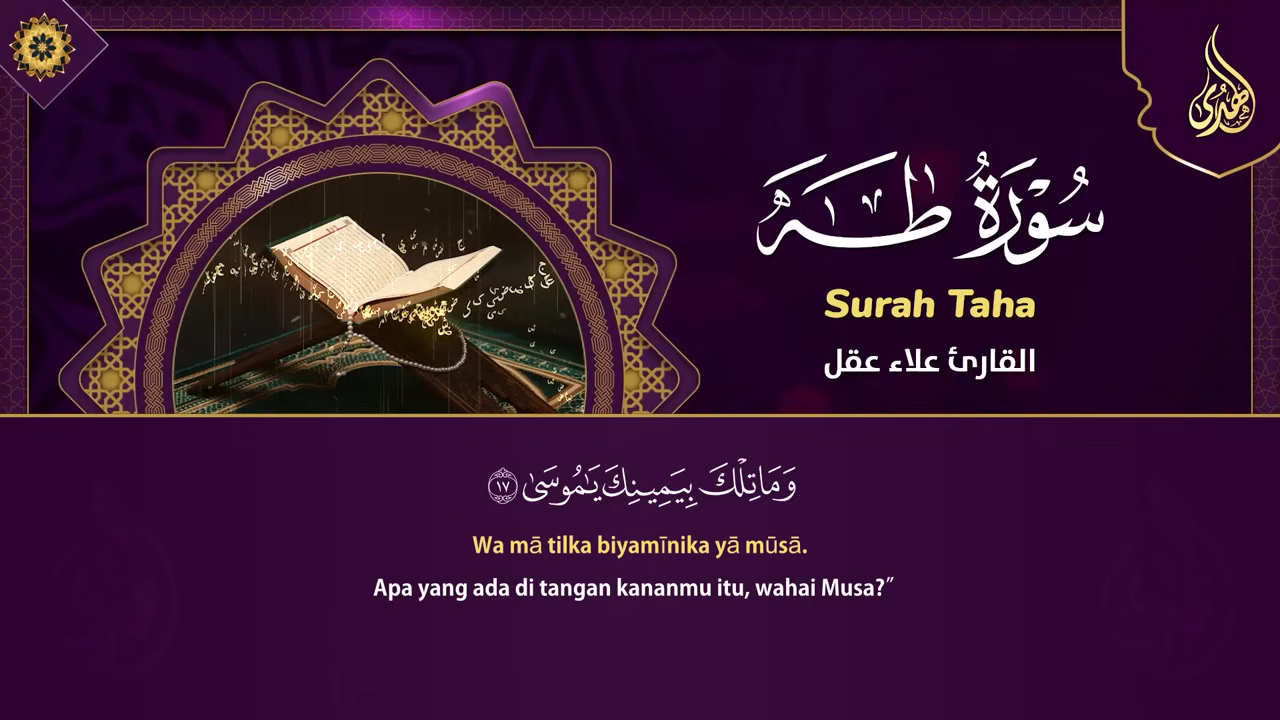 الهدى
سُورَةُ طه
Surah Taha
القارئ علاء عقل
وَمَا تِلْكَ بِيَمِينِكَ يَٰمُوسَىٰ ١٧
Wa mā tilka biyamīnika yā mūsā.
Apa yang ada di tangan kananmu itu, wahai Musa?”